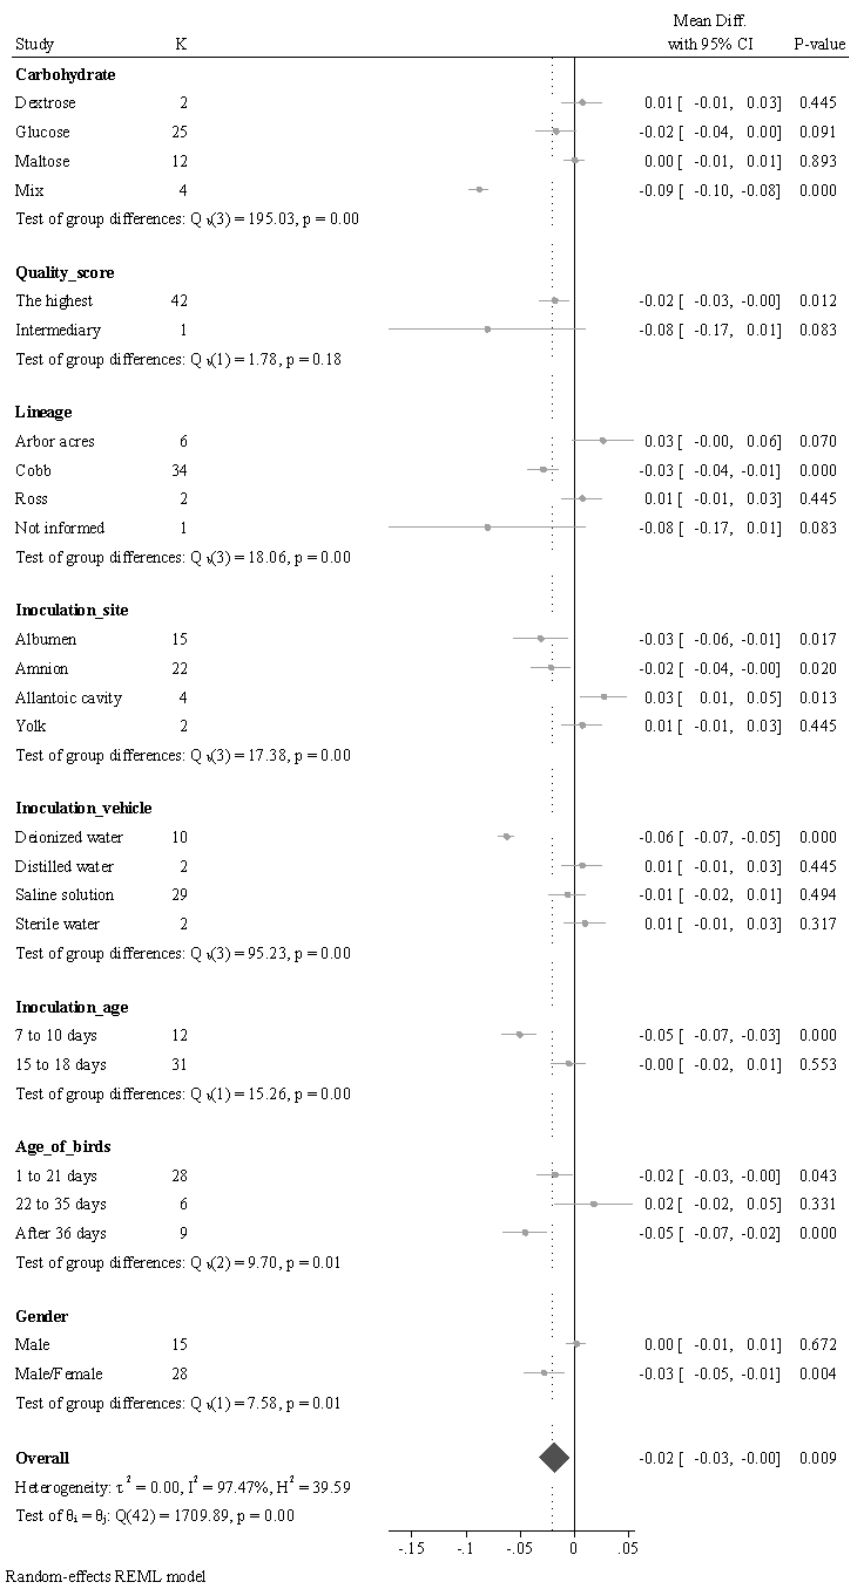 Mean Diff.
Study K with 95% CI P-value
Carbohydrate
Dextrose 2 0.01 [ -0.01, 0.03] 0.445
Glucose 25 -0.02 [ -0.04, 0.00] 0.091
Maltose 12 0.00 [ -0.01, 0.01] 0.893
Mix 4 -0.09 [ -0.10, -0.08] 0.000
Test of group differences: Q b(3) = 195.03, p = 0.00
Quality_score
The highest 42 -0.02 [ -0.03, -0.00] 0.012
Intermediary 1 -0.08 [ -0.17, 0.01] 0.083
Test of group differences: Q b(1) = 1.78, p = 0.18
Lineage
Arbor acres 6 0.03 [ -0.00, 0.06] 0.070
Cobb 34 -0.03 [ -0.04, -0.01] 0.000
Ross 2 0.01 [ -0.01, 0.03] 0.445
Not informed 1 -0.08 [ -0.17, 0.01] 0.083
Test of group differences: Q b(3) = 18.06, p = 0.00
Inoculation_site
Albumen 15 -0.03 [ -0.06, -0.01] 0.017
Amnion 22 -0.02 [ -0.04, -0.00] 0.020
Allantoic cavity 4 0.03 [ 0.01, 0.05] 0.013
Yolk 2 0.01 [ -0.01, 0.03] 0.445
Test of group differences: Q b(3) = 17.38, p = 0.00
Inoculation_vehicle
Deionized water 10 -0.06 [ -0.07, -0.05] 0.000
Distilled water 2 0.01 [ -0.01, 0.03] 0.445
Saline solution 29 -0.01 [ -0.02, 0.01] 0.494
Sterile water 2 0.01 [ -0.01, 0.03] 0.317
Test of group differences: Q b(3) = 95.23, p = 0.00
Inoculation_age
7 to 10 days 12 -0.05 [ -0.07, -0.03] 0.000
15 to 18 days 31 -0.00 [ -0.02, 0.01] 0.553
Test of group differences: Q b(1) = 15.26, p = 0.00
Age_of_birds
1 to 21 days 28 -0.02 [ -0.03, -0.00] 0.043
22 to 35 days 6 0.02 [ -0.02, 0.05] 0.331
After 36 days 9 -0.05 [ -0.07, -0.02] 0.000
Test of group differences: Q b(2) = 9.70, p = 0.01
Gender
Male 15 0.00 [ -0.01, 0.01] 0.672
Male/Female 28 -0.03 [ -0.05, -0.01] 0.004
Test of group differences: Q b(1) = 7.58, p = 0.01
Overall -0.02 [ -0.03, -0.00] 0.009
Heterogeneity: τ² = 0.00, I² = 97.47%, H² = 39.59
Test of θi = θj: Q(42) = 1709.89, p = 0.00
-.15 -.1 -.05 0 .05
Random-effects REML model